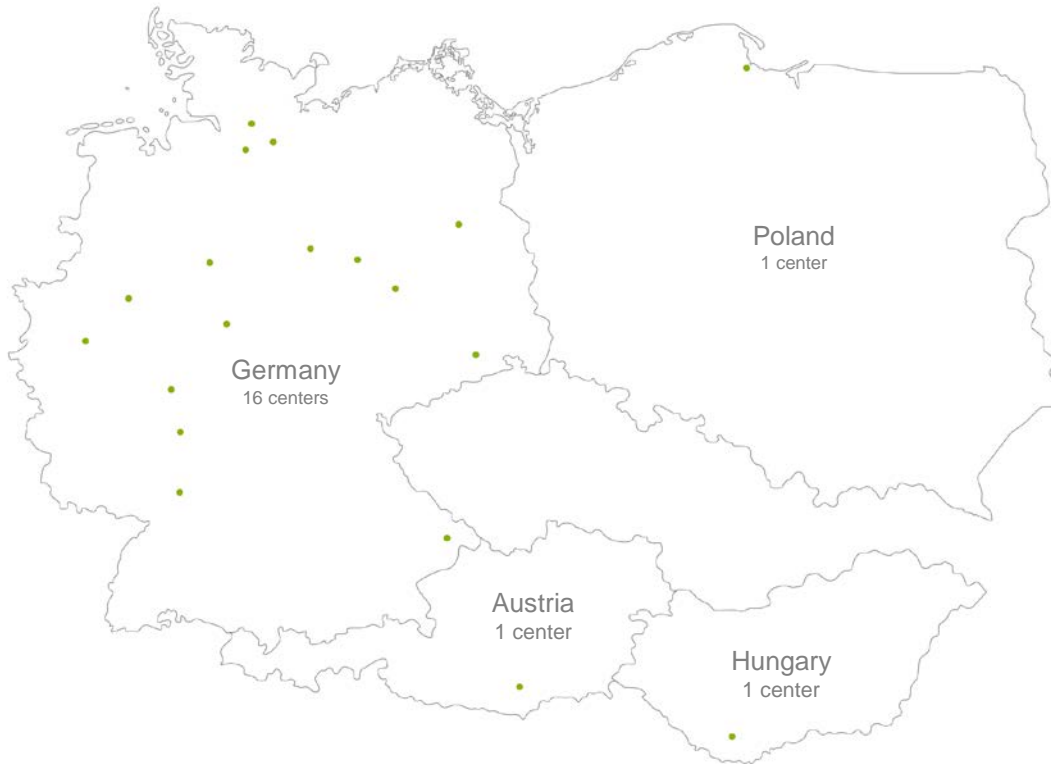 Poland
1 center
Germany
16 centers
Austria
1 center
Hungary
1 center